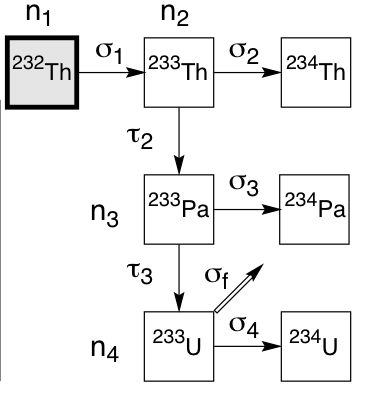 n₁ n₂
²³²Th σ₁ ²³³Th σ₂ ²³⁴Th
τ₂
n₃ ²³³Pa σ₃ ²³⁴Pa
τ₃ σf
n₄ ²³³U σ₄ ²³⁴U